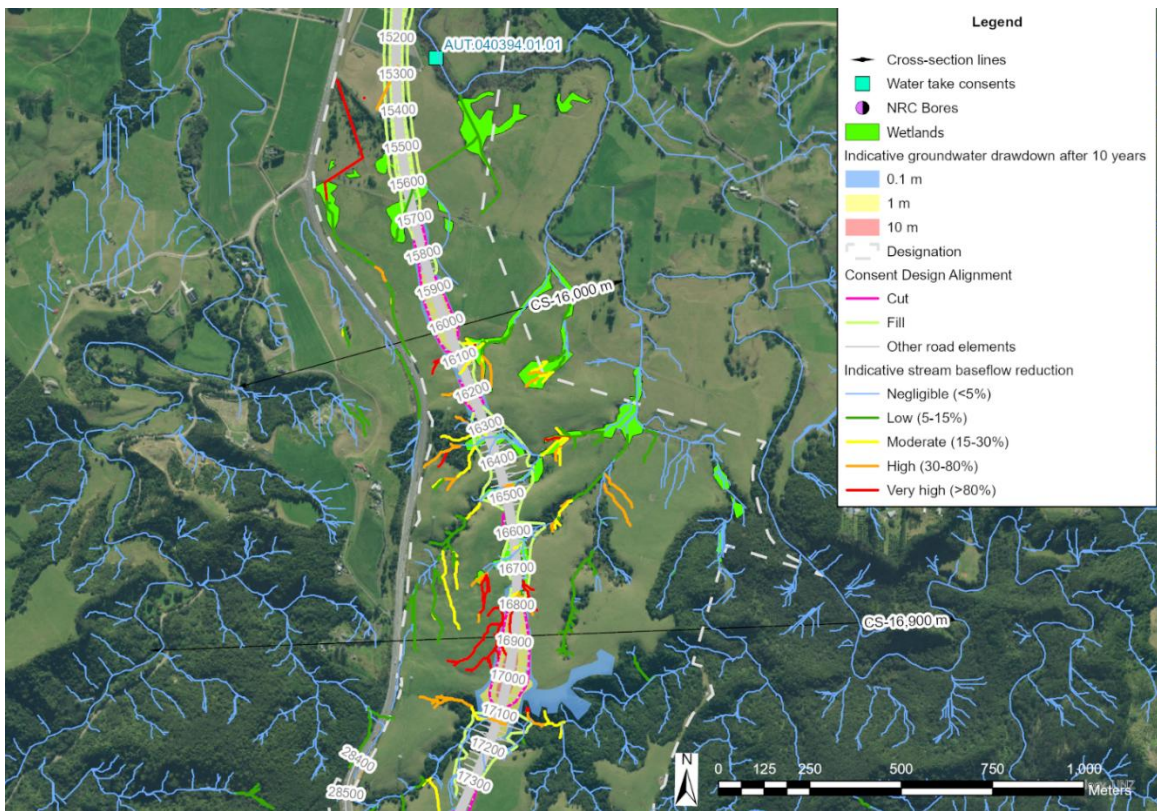 15200
AUT.040394.01.01
15300
15400
15500
15600
15700
15800
15900
16000
CS-16,000 m
16100
16200
16300
16400
16500
16600
16700
16800
16900
CS-16,900 m
17000
17100
17200
17300
28400
28500
Legend
Cross-section lines
Water take consents
NRC Bores
Wetlands
Indicative groundwater drawdown after 10 years
0.1 m
1 m
10 m
Designation
Consent Design Alignment
Cut
Fill
Other road elements
Indicative stream baseflow reduction
Negligible (<5%)
Low (5-15%)
Moderate (15-30%)
High (30-80%)
Very high (>80%)
N
0 125 250 500 750 1,000
Meters